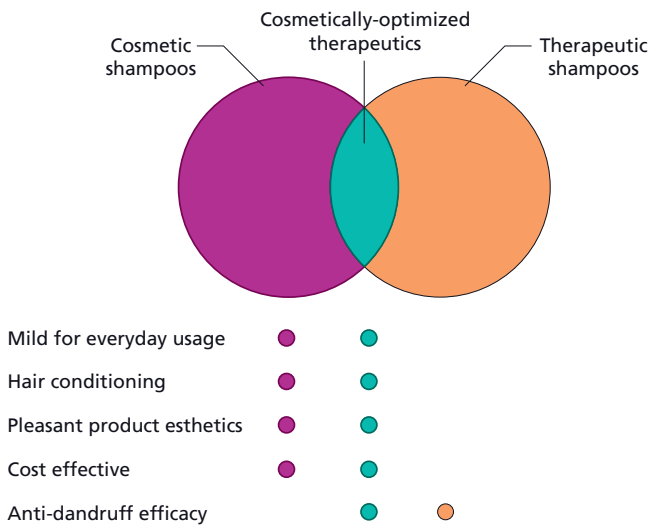 Cosmetically-optimized
therapeutics
Cosmetic
shampoos
Therapeutic
shampoos
Mild for everyday usage
Hair conditioning
Pleasant product esthetics
Cost effective
Anti-dandruff efficacy